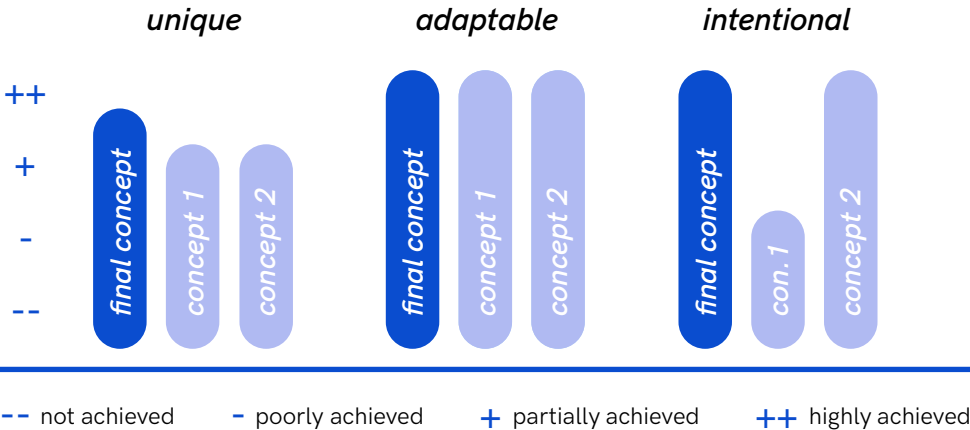 unique adaptable intentional
++
+
-
--
final concept
concept 1
concept 2
final concept
concept 1
concept 2
final concept
con. 1
concept 2
-- not achieved - poorly achieved + partially achieved ++ highly achieved